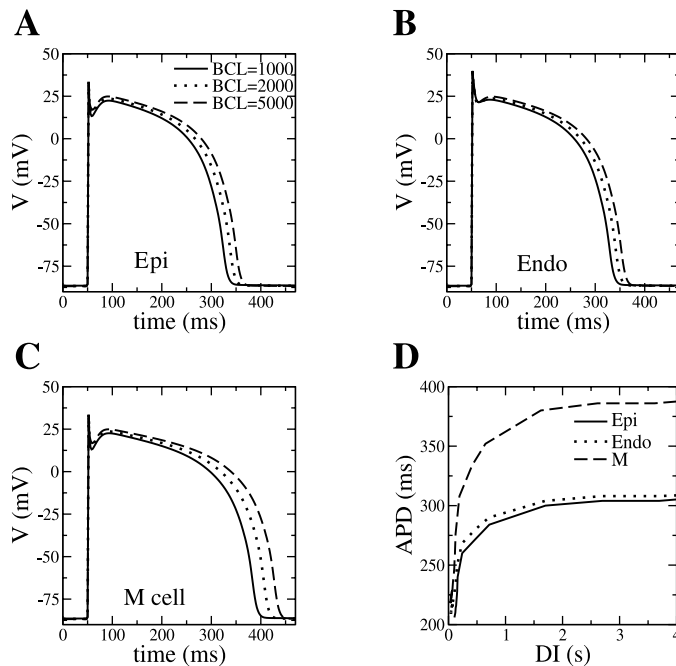 A
50
25
0
-25
-50
-75
V (mV)
BCL=1000
BCL=2000
BCL=5000
Epi
0 100 200 300 400
time (ms)
B
50
25
0
-25
-50
-75
V (mV)
Endo
0 100 200 300 400
time (ms)
C
50
25
0
-25
-50
-75
V (mV)
M cell
0 100 200 300 400
time (ms)
D
400
350
300
250
200
APD (ms)
Epi
Endo
M
0 1 2 3 4
DI (s)